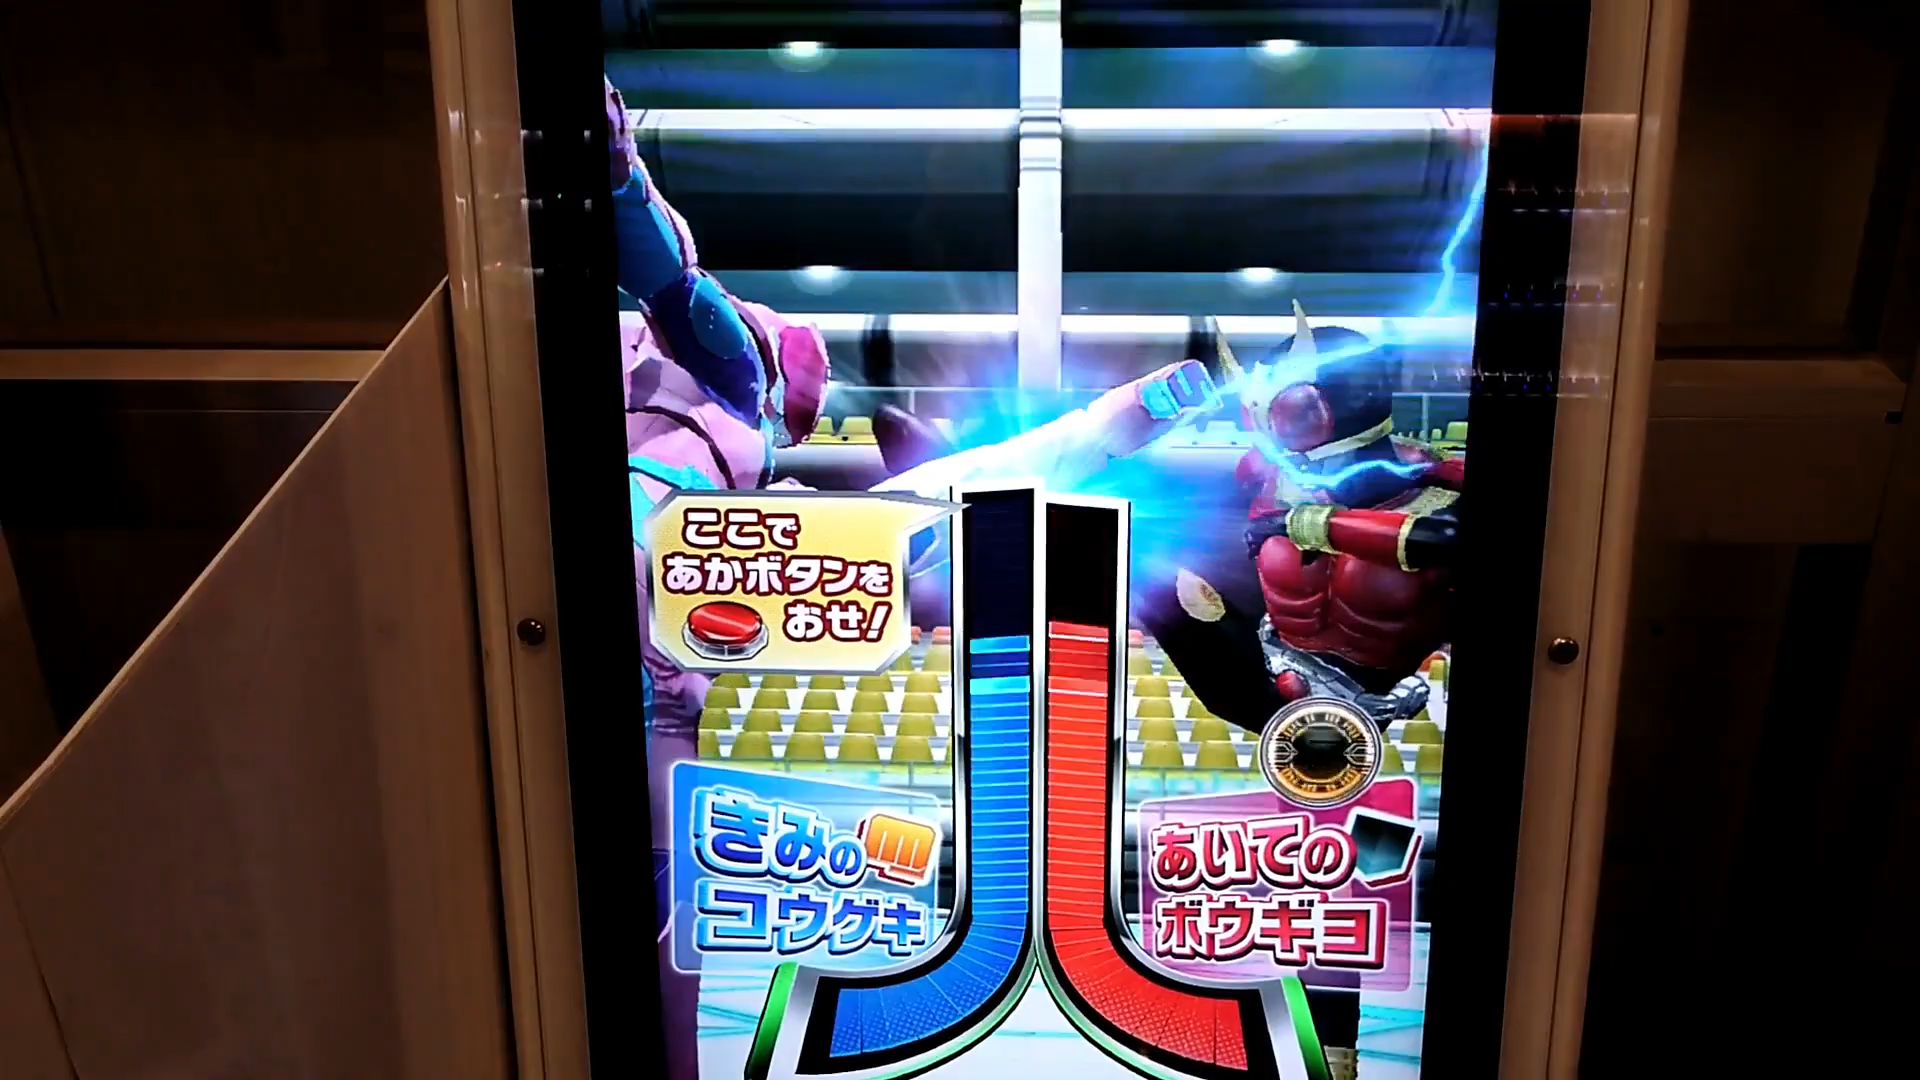 ここで
あかボタンを
おせ!
きみの
コウゲキ
あいての
ボウギョ